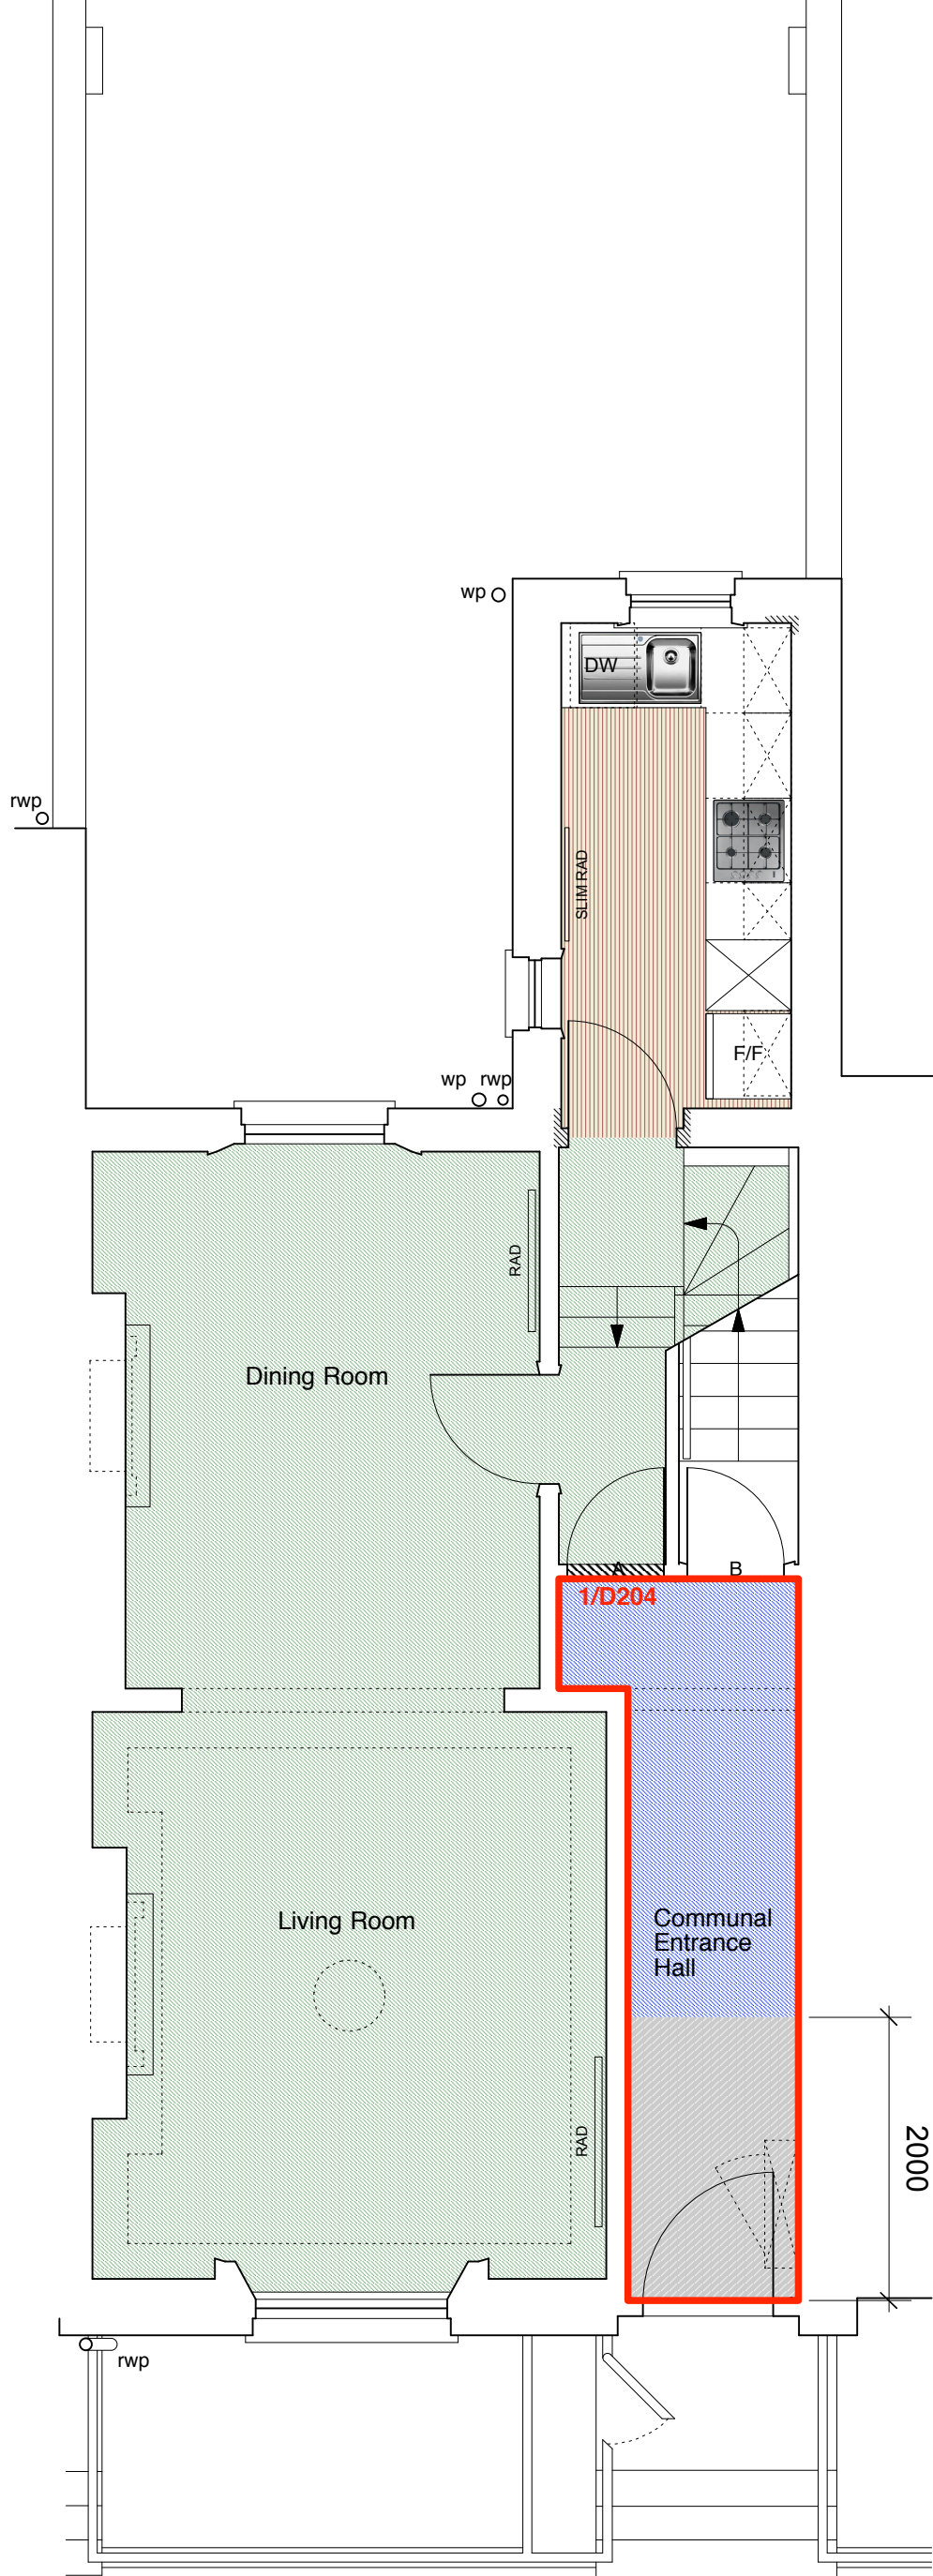 wp
DW
rwp
SLIM RAD
F/F
wp rwp
RAD
Dining Room
A
B
1/D204
Living Room
Communal
Entrance
Hall
RAD
2000
rwp